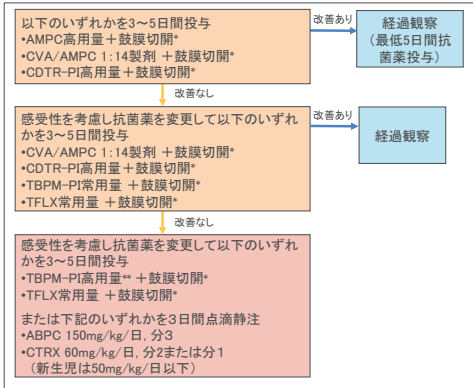 以下のいずれかを3～5日間投与
•AMPC高用量＋鼓膜切開*
•CVA/AMPC 1:14製剤 ＋鼓膜切開*
•CDTR-PI高用量＋鼓膜切開*
改善あり
経過観察
（最低5日間抗
菌薬投与）
改善なし
感受性を考慮し抗菌薬を変更して以下のいずれ
かを3～5日間投与
•CVA/AMPC 1:14製剤 ＋鼓膜切開*
•CDTR-PI高用量 ＋鼓膜切開*
•TBPM-PI常用量 ＋鼓膜切開*
•TFLX常用量 ＋鼓膜切開*
改善あり
経過観察
改善なし
感受性を考慮し抗菌薬を変更して以下のいずれ
かを3～5日間投与
•TBPM-PI高用量** ＋鼓膜切開*
•TFLX常用量 ＋鼓膜切開*
または下記のいずれかを３日間点滴静注
•ABPC 150mg/kg/日, 分３
•CTRX 60mg/kg/日, 分2または分１
（新生児は50mg/kg/日以下）